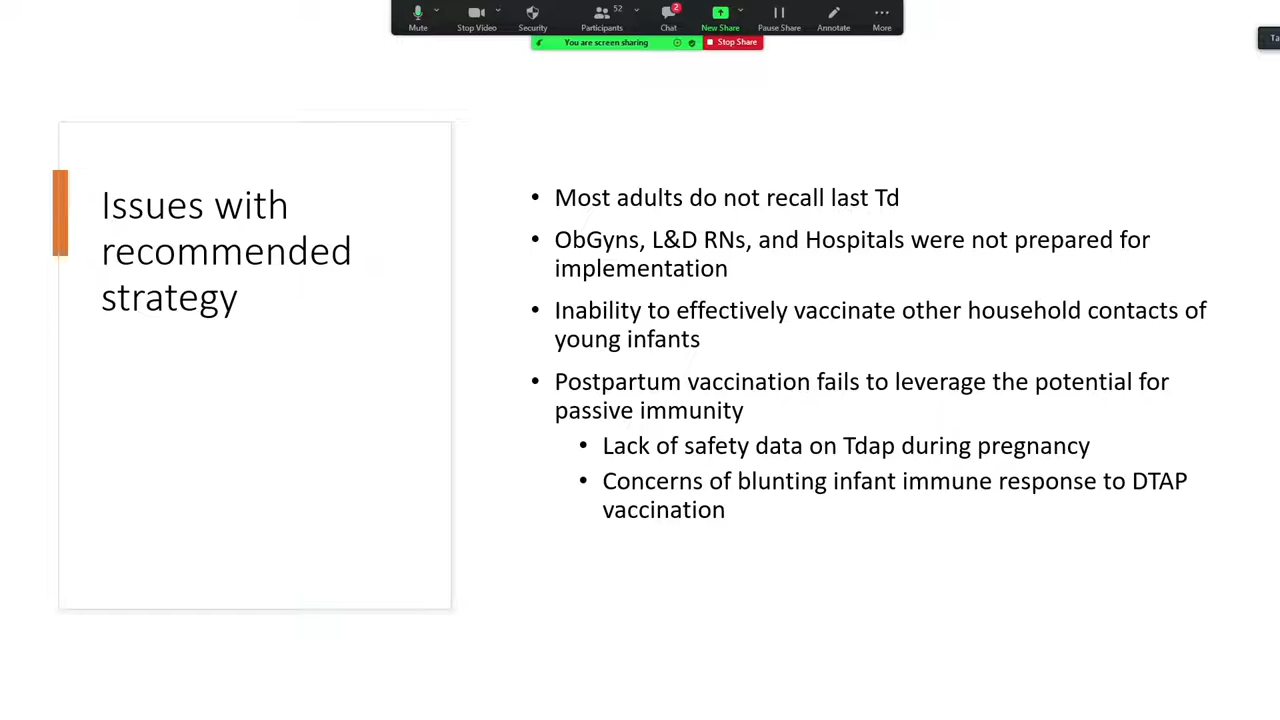 52
2
Mute
Stop Video
Security
Participants
Chat
New Share
Pause Share
Annotate
More
You are screen sharing
Stop Share
Ta
Issues with
recommended
strategy
• Most adults do not recall last Td
• ObGyns, L&D RNs, and Hospitals were not prepared for
implementation
• Inability to effectively vaccinate other household contacts of
young infants
• Postpartum vaccination fails to leverage the potential for
passive immunity
• Lack of safety data on Tdap during pregnancy
• Concerns of blunting infant immune response to DTAP
vaccination